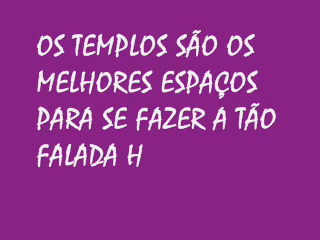 OS TEMPLOS SÃO OS
MELHORES ESPAÇOS
PARA SE FAZER A TÃO
FALADA H